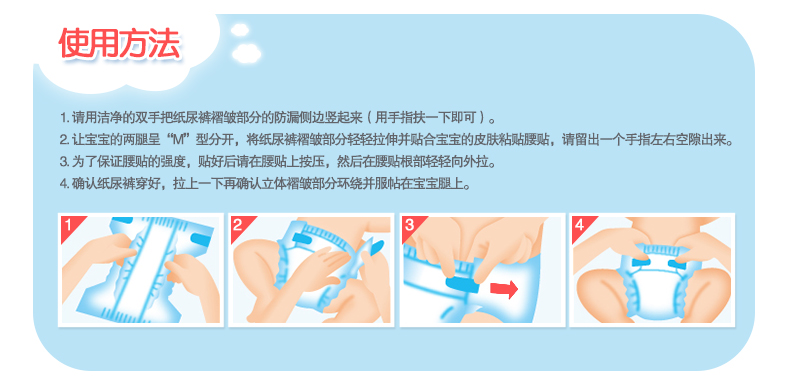 使用方法
1. 请用洁净的双手把纸尿裤褶皱部分的防漏侧边竖起来（用手指扶一下即可）。
2. 让宝宝的两腿呈“M”型分开，将纸尿裤褶皱部分轻轻拉伸并贴合宝宝的皮肤粘贴腰贴，请留出一个手指左右空隙出来。
3. 为了保证腰贴的强度，贴好后请在腰贴上按压，然后在腰贴根部轻轻向外拉。
4. 确认纸尿裤穿好，拉上一下再确认立体褶皱部分环绕并服帖在宝宝腿上。
1
2
3
4